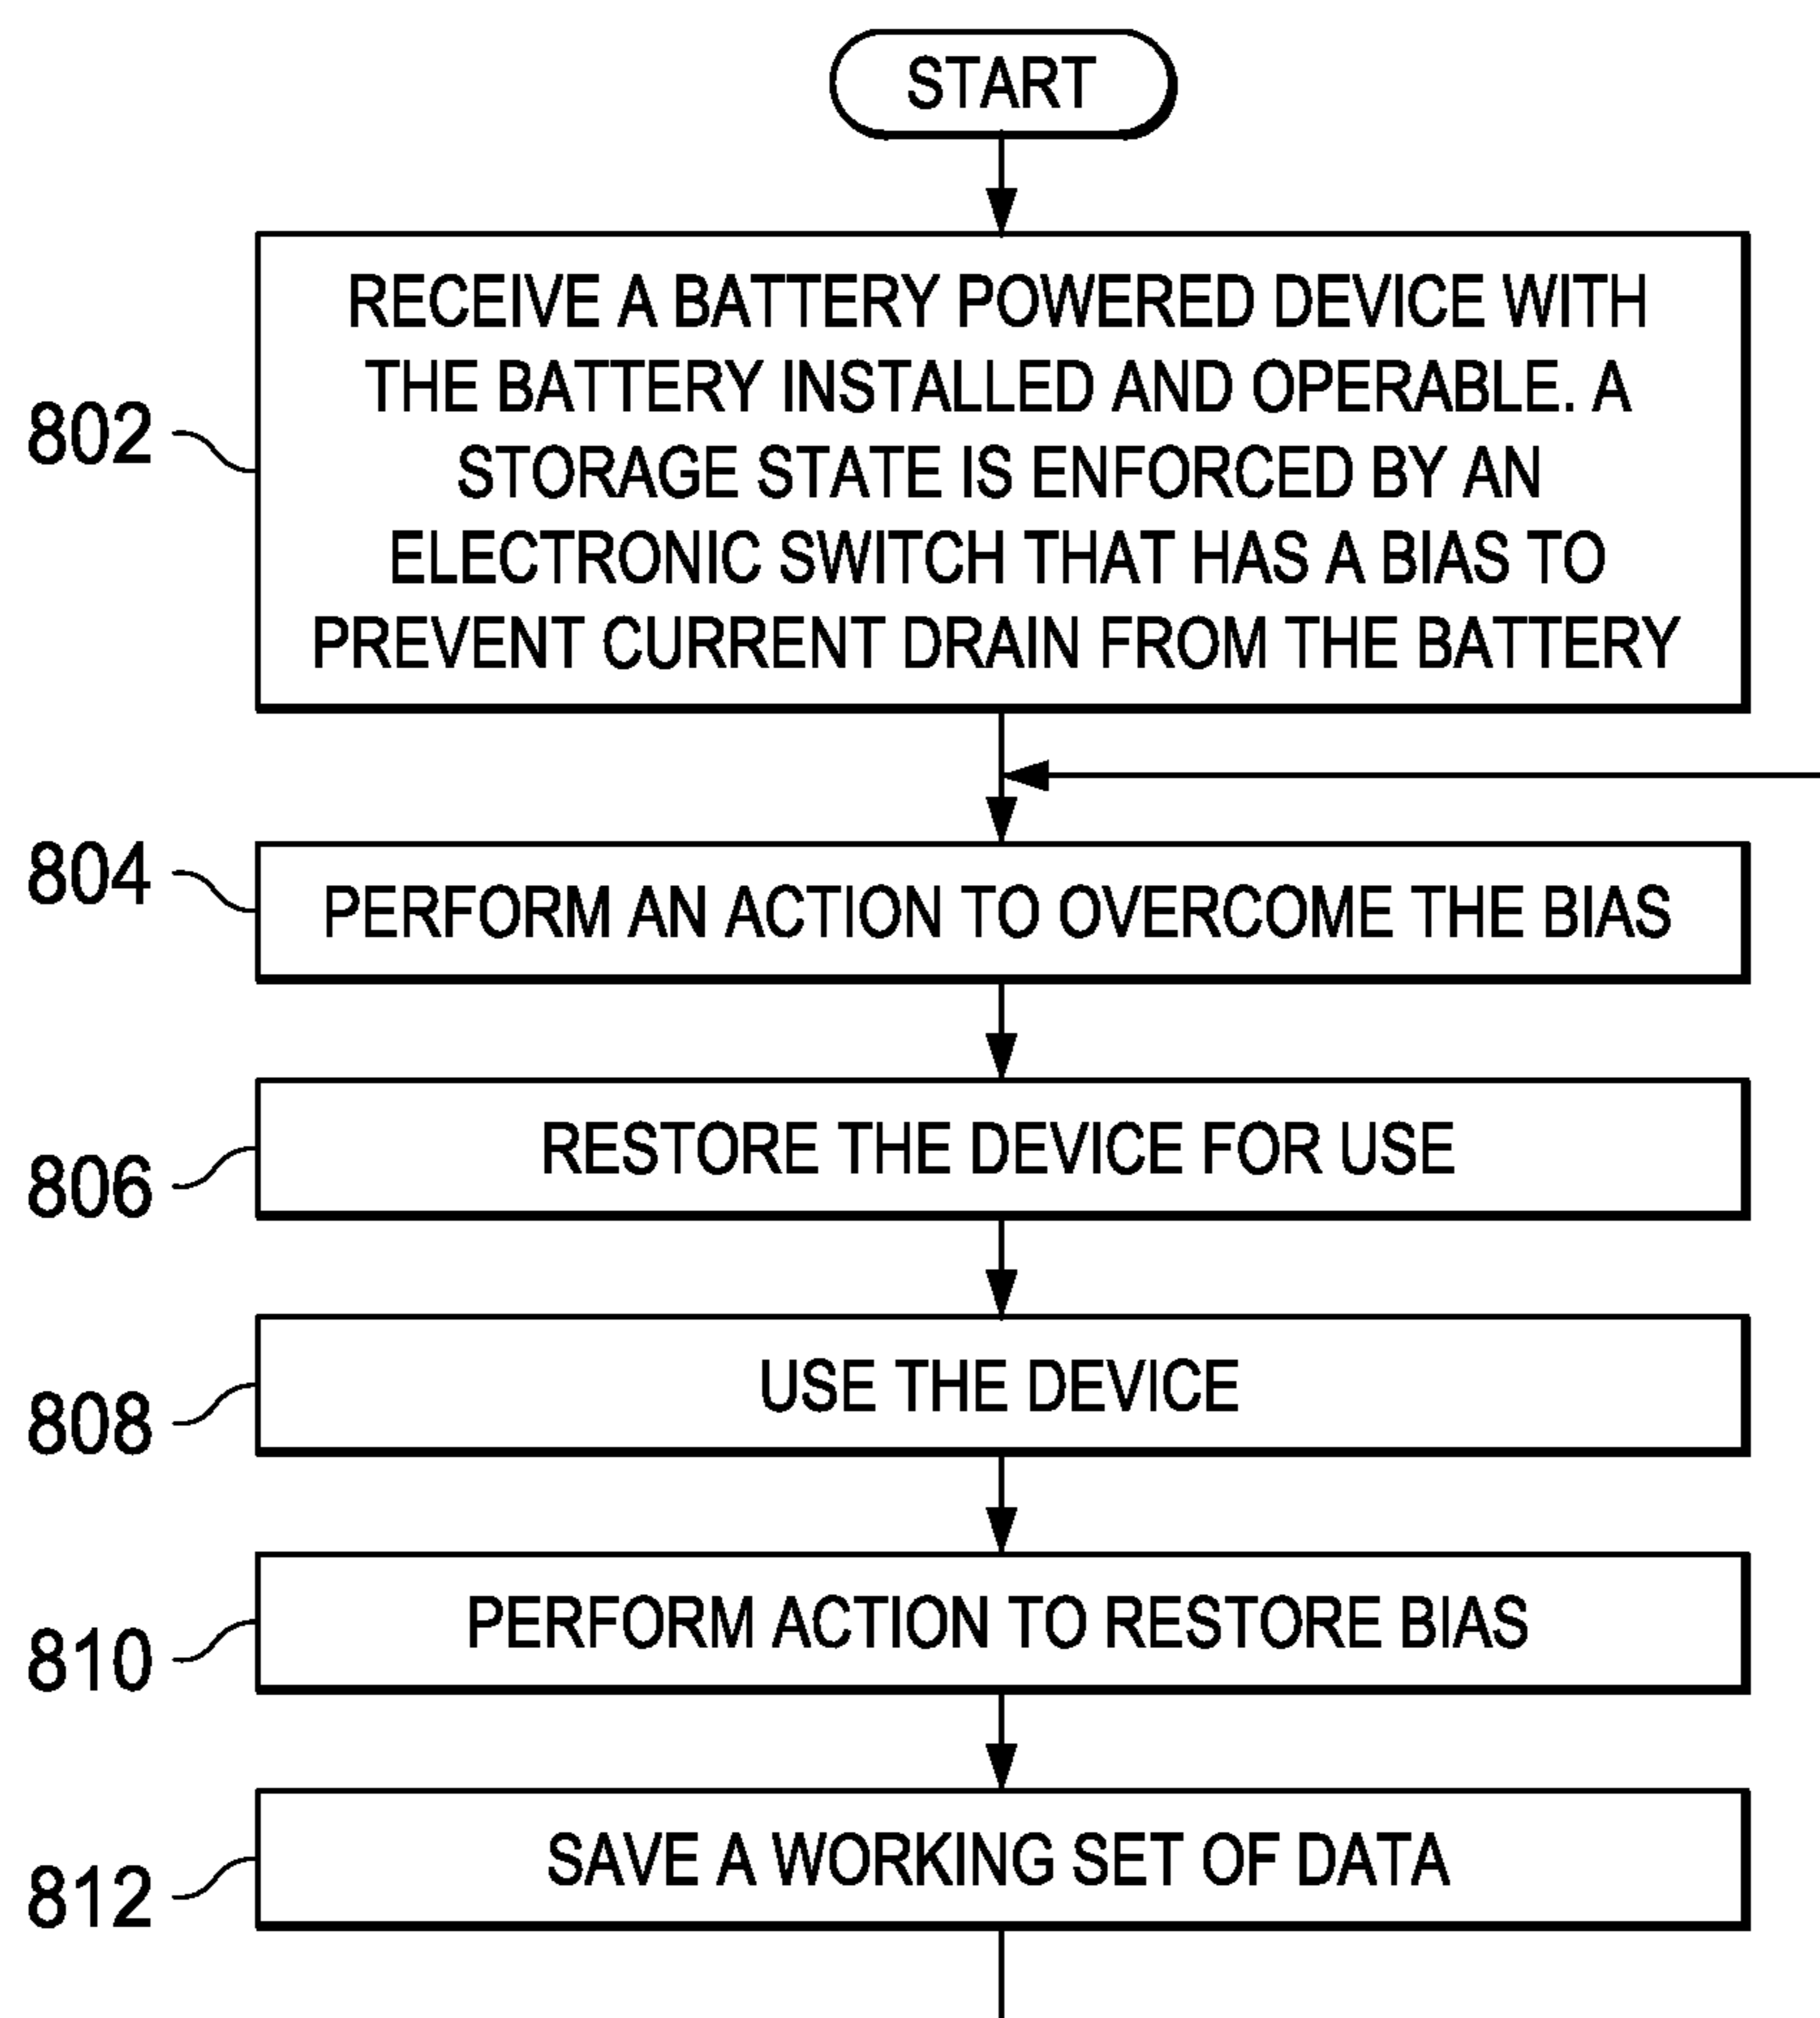 START
RECEIVE A BATTERY POWERED DEVICE WITH
THE BATTERY INSTALLED AND OPERABLE. A
STORAGE STATE IS ENFORCED BY AN
ELECTRONIC SWITCH THAT HAS A BIAS TO
PREVENT CURRENT DRAIN FROM THE BATTERY
802
804
PERFORM AN ACTION TO OVERCOME THE BIAS
RESTORE THE DEVICE FOR USE
806
USE THE DEVICE
808
PERFORM ACTION TO RESTORE BIAS
810
SAVE A WORKING SET OF DATA
812